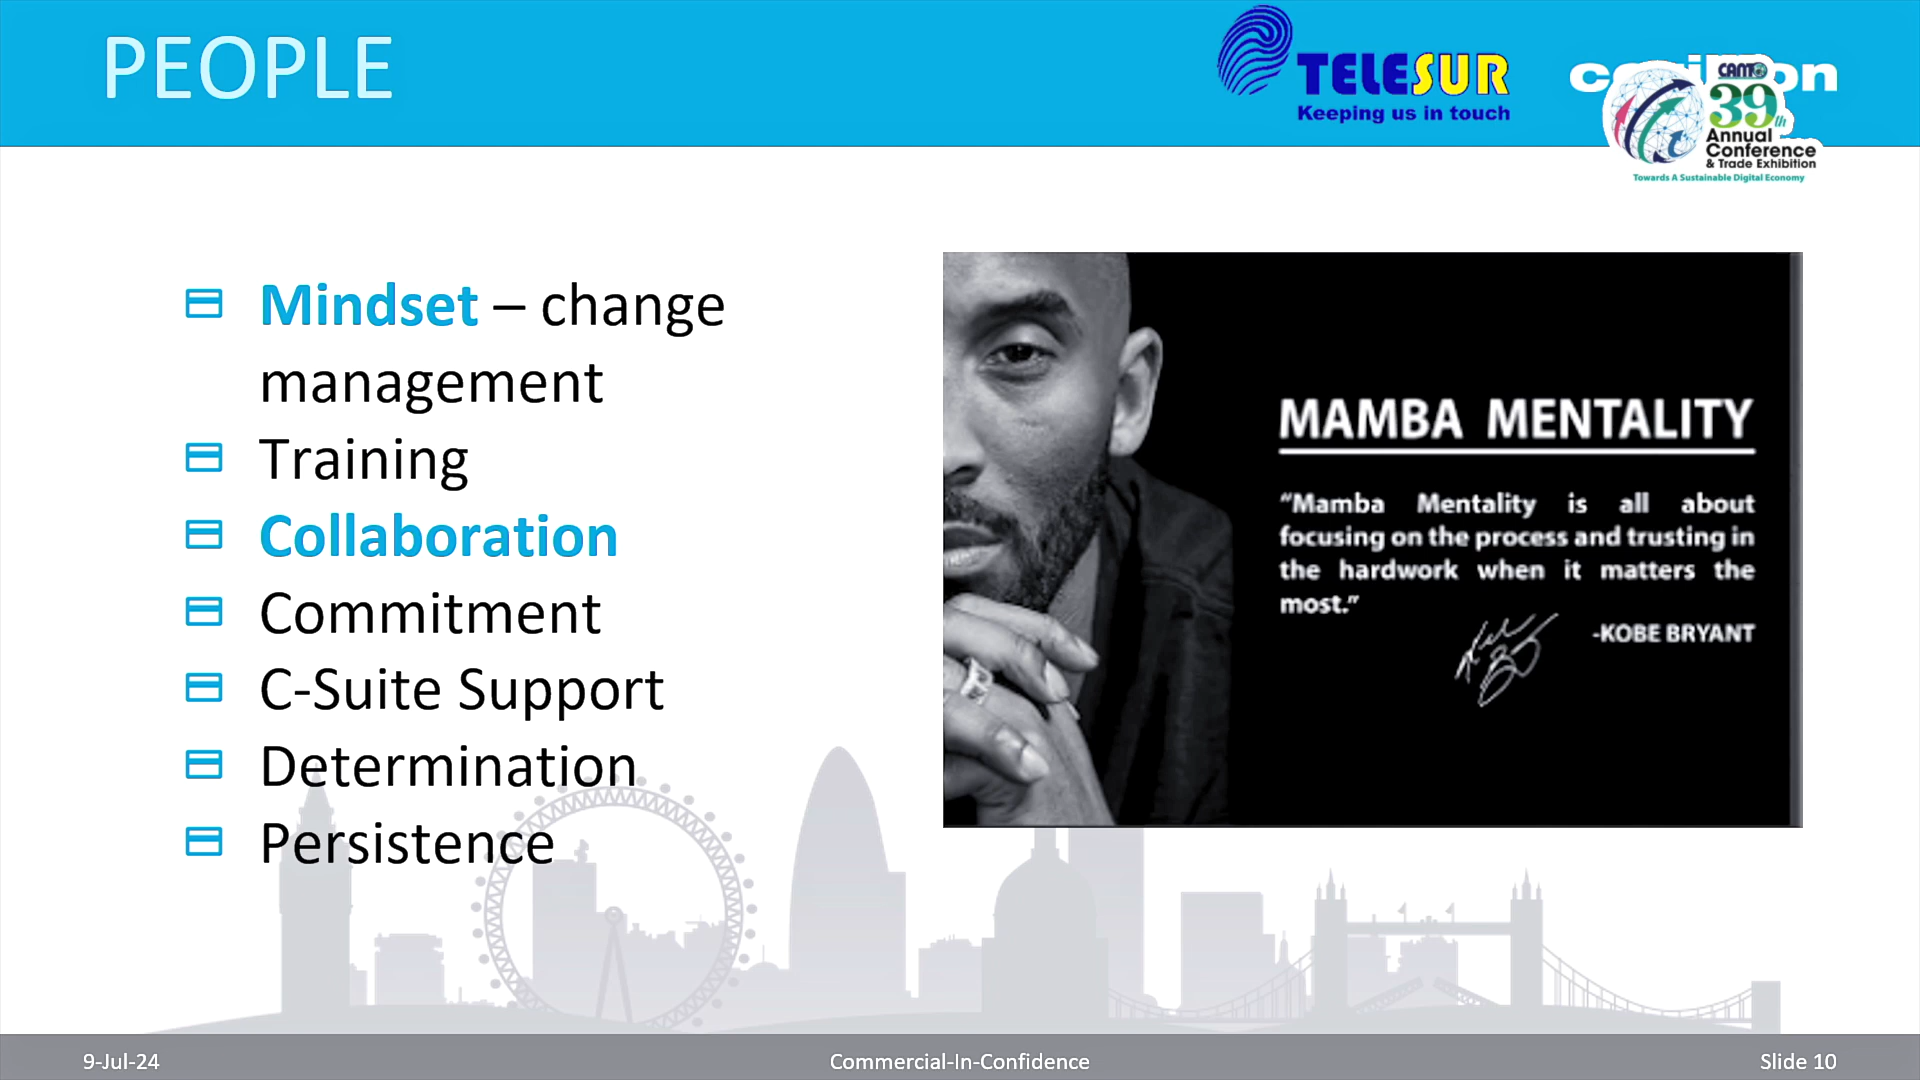 PEOPLE
TELESUR
Keeping us in touch
CANTO
39th
Annual
Conference
& Trade Exhibition
Towards A Sustainable Digital Economy
Mindset – change
management
Training
Collaboration
Commitment
C-Suite Support
Determination
Persistence
MAMBA MENTALITY
“Mamba Mentality is all about
focusing on the process and trusting in
the hardwork when it matters the
most.”
-KOBE BRYANT
9-Jul-24
Commercial-In-Confidence
Slide 10